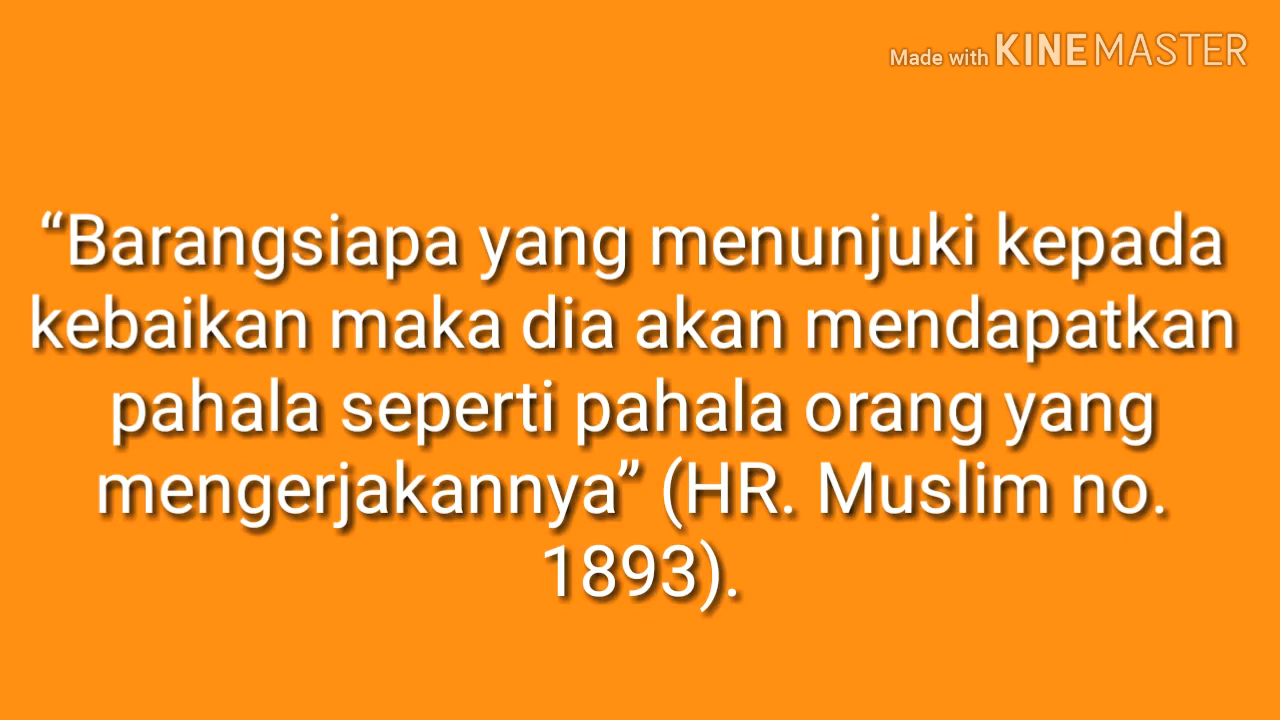 Made with KINEMASTER
“Barangsiapa yang menunjuki kepada
kebaikan maka dia akan mendapatkan
pahala seperti pahala orang yang
mengerjakannya” (HR. Muslim no.
1893).